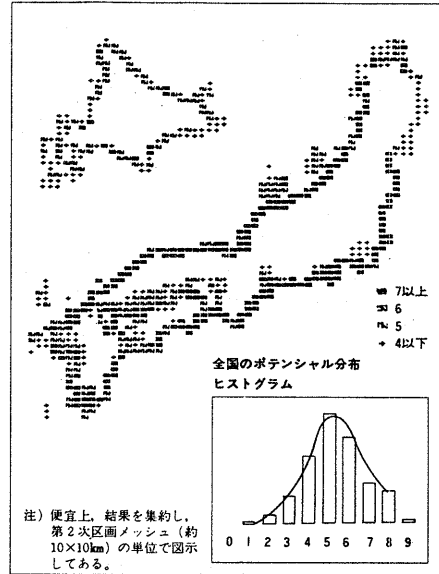 7以上
6
5
4以下
全国のポテンシャル分布
ヒストグラム
0 1 2 3 4 5 6 7 8 9
注) 便宜上，結果を集約し，
第2次区画メッシュ（約
10×10km）の単位で図示
してある。